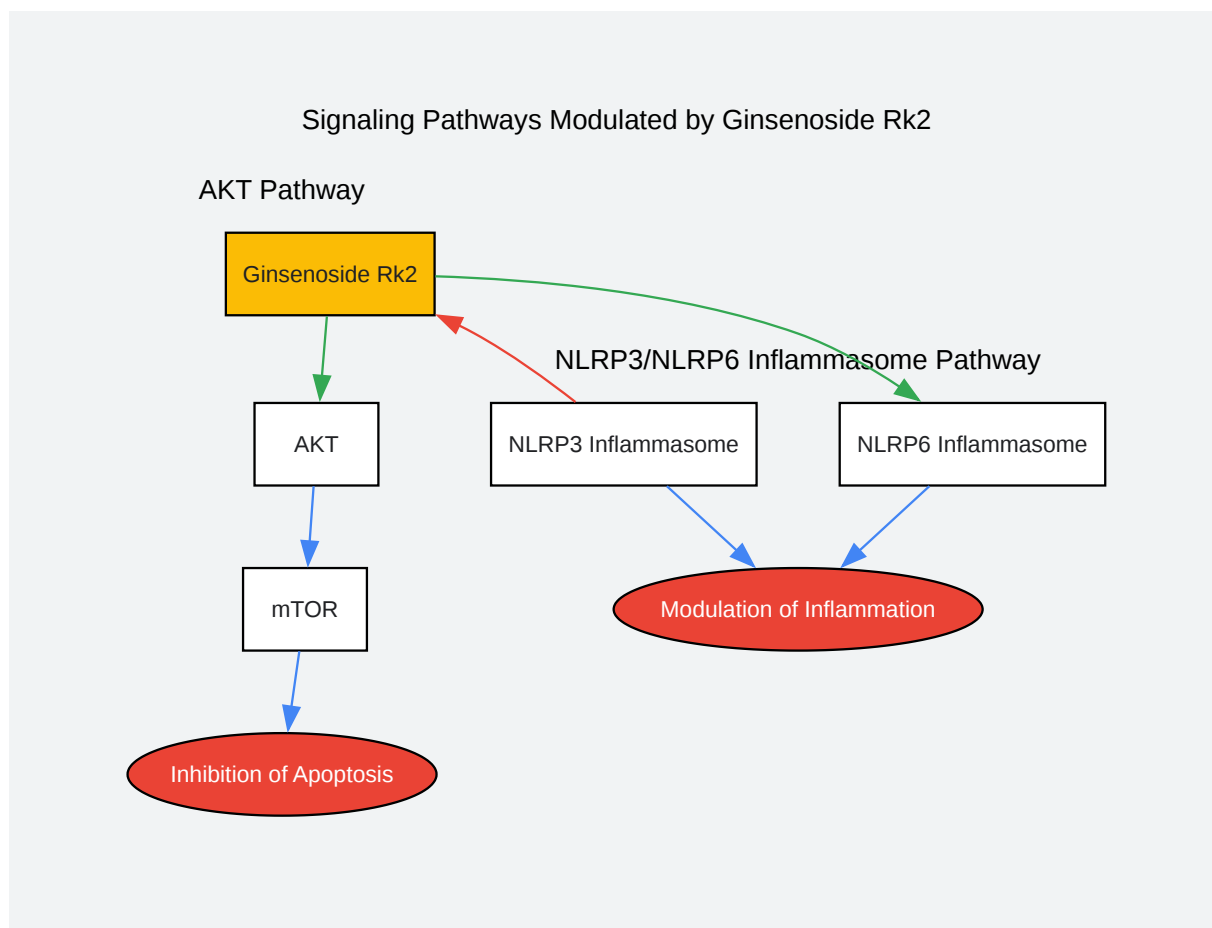 Signaling Pathways Modulated by Ginsenoside Rk2
AKT Pathway
Ginsenoside Rk2
NLRP3/NLRP6 Inflammasome Pathway
AKT
NLRP3 Inflammasome
NLRP6 Inflammasome
mTOR
Modulation of Inflammation
Inhibition of Apoptosis